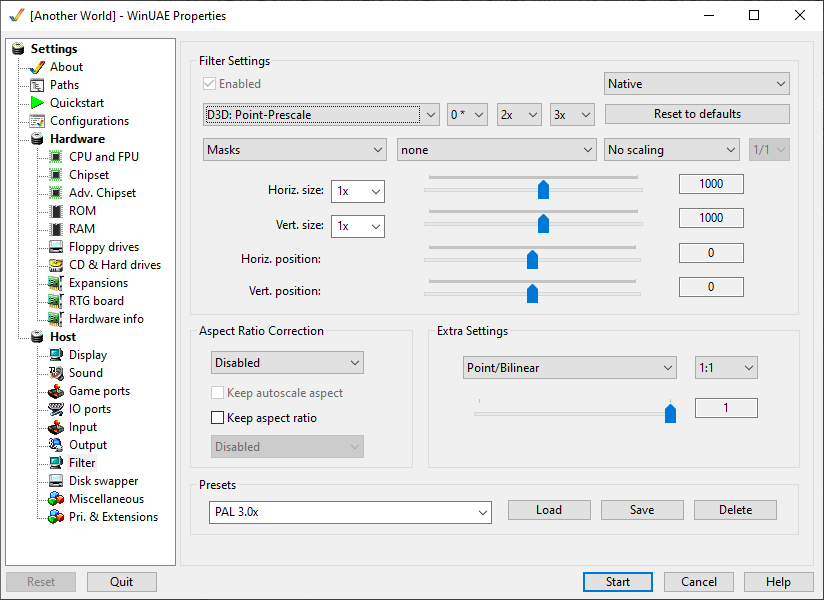 [Another World] - WinUAE Properties
Settings
About
Paths
Quickstart
Configurations
Hardware
CPU and FPU
Chipset
Adv. Chipset
ROM
RAM
Floppy drives
CD & Hard drives
Expansions
RTG board
Hardware info
Host
Display
Sound
Game ports
IO ports
Input
Output
Filter
Disk swapper
Miscellaneous
Pri. & Extensions
Filter Settings
Enabled
Native
D3D: Point-Prescale 0 * 2x 3x Reset to defaults
Masks none No scaling 1/1
Horiz. size: 1x 1000
Vert. size: 1x 1000
Horiz. position: 0
Vert. position: 0
Aspect Ratio Correction
Disabled
Keep autoscale aspect
Keep aspect ratio
Disabled
Extra Settings
Point/Bilinear 1:1
1
Presets
PAL 3.0x Load Save Delete
Reset Quit Start Cancel Help